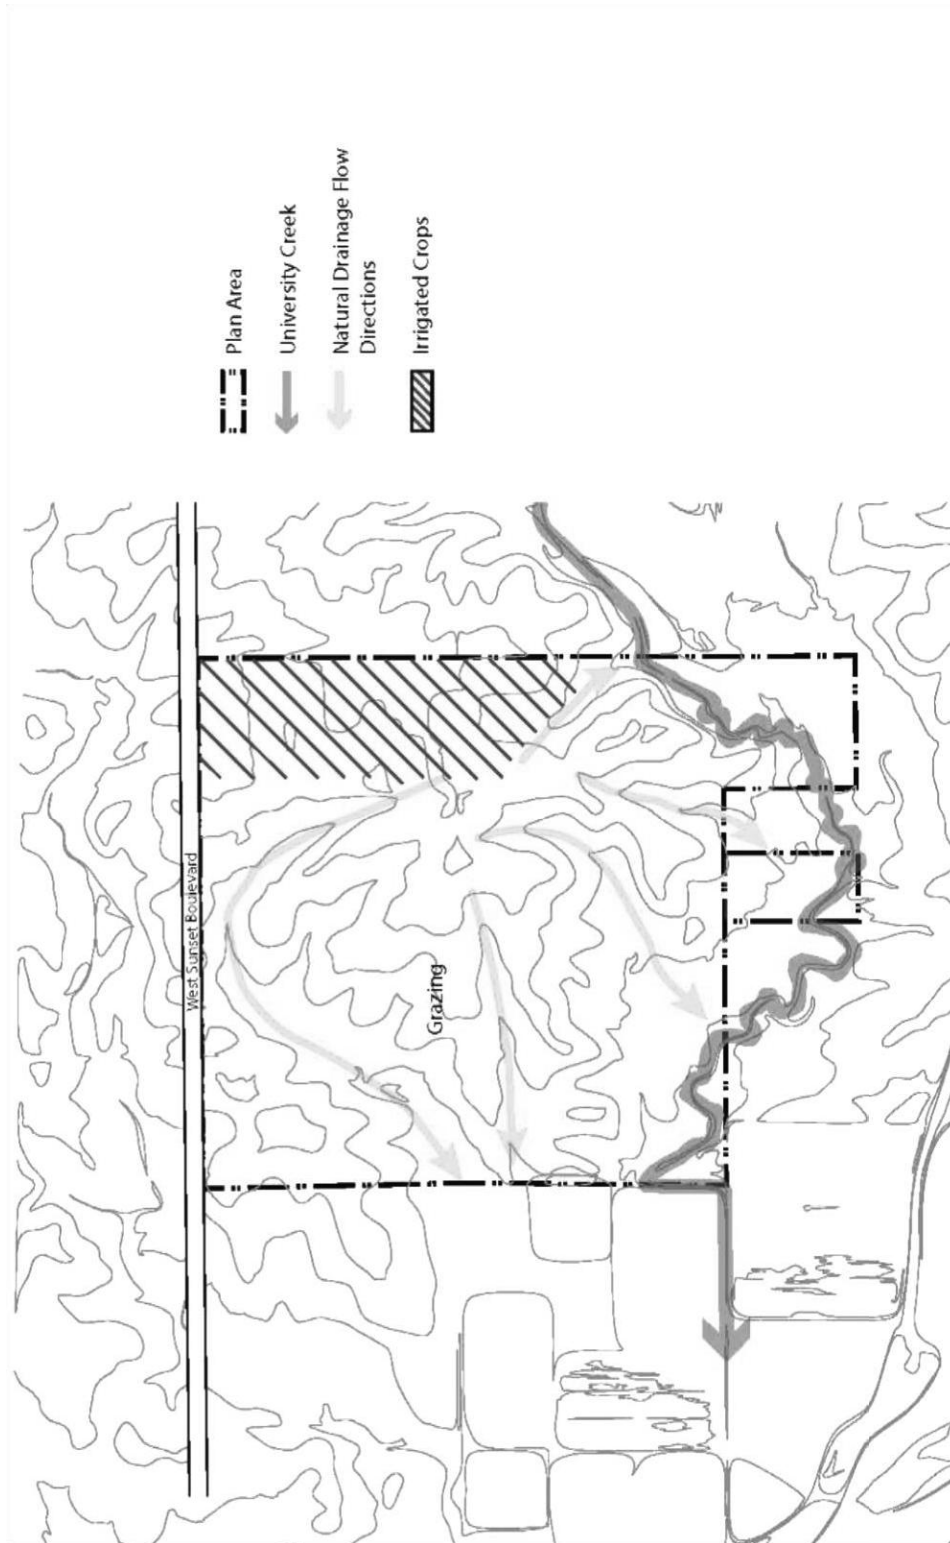 Plan Area
University Creek
Natural Drainage Flow
Directions
Irrigated Crops
West Sunset Boulevard
Grazing